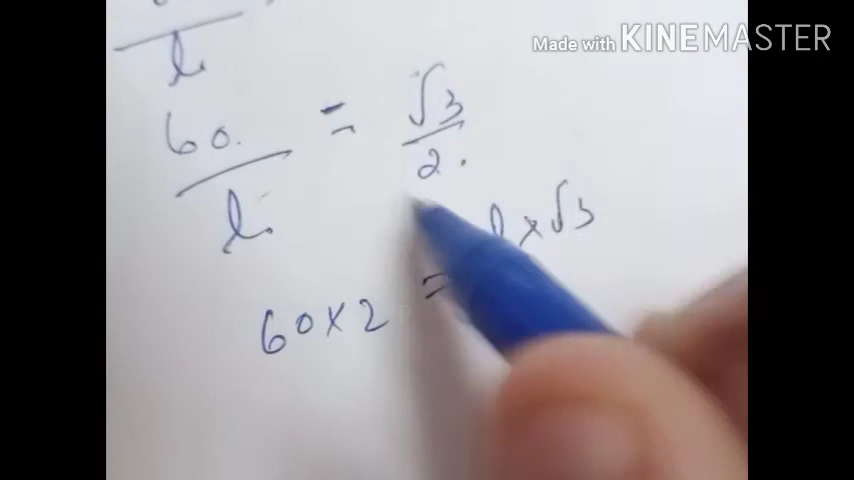 Made with KINEMASTER
l
60. = √3
l 2.
60×2 = l×√3